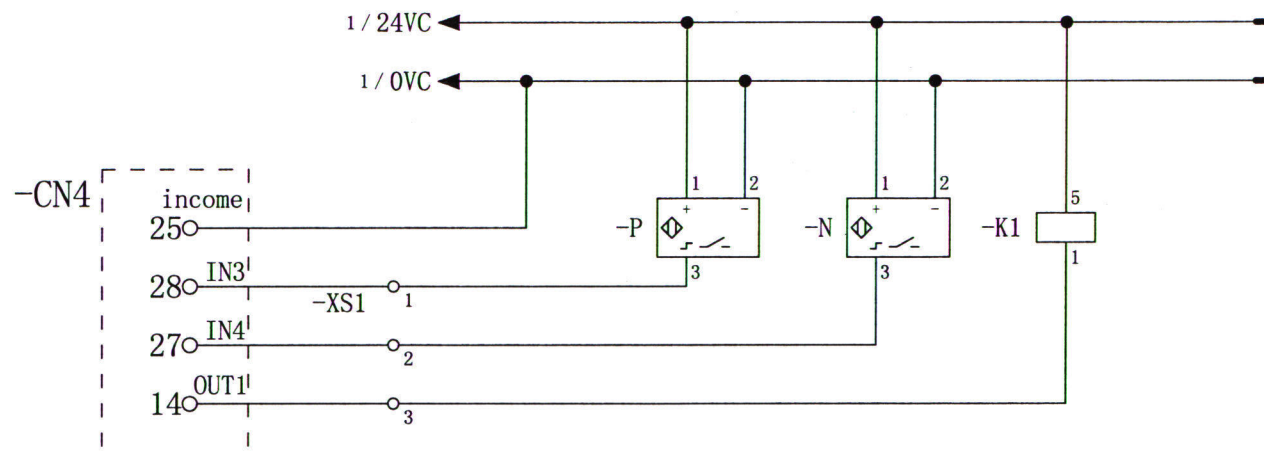 1/24VC
1/0VC
-CN4
income
25
1 2
+ -
-P
3
1 2
+ -
-N
3
5
-K1
1
28 IN3
-XS1 1
27 IN4
2
14 OUT1
3